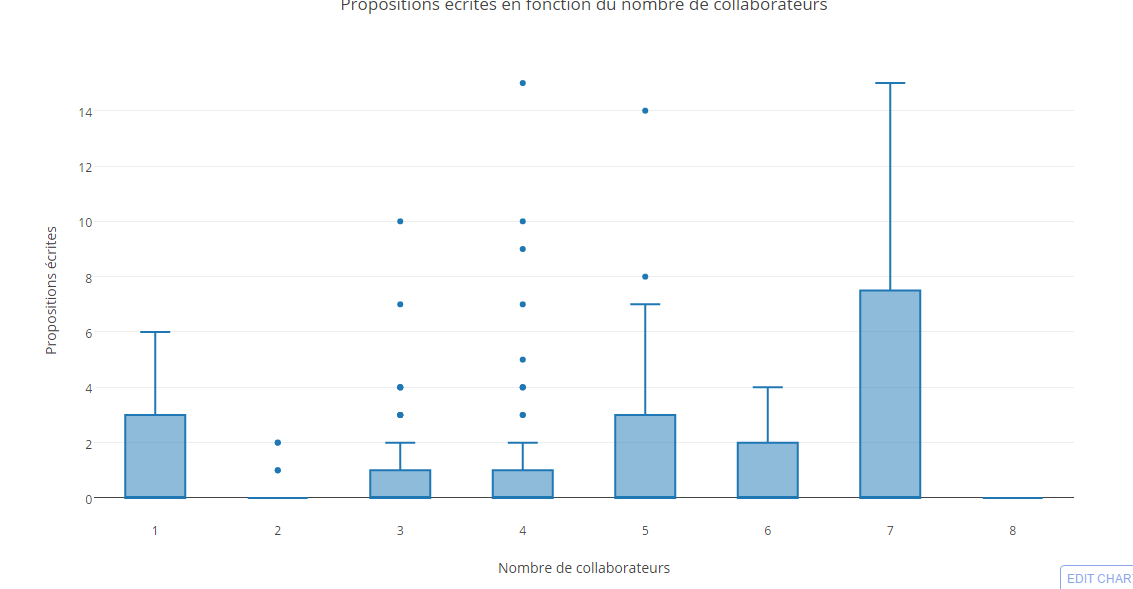 Propositions écrites en fonction du nombre de collaborateurs
14
12
10
8
6
4
2
0
Propositions écrites
1 2 3 4 5 6 7 8
Nombre de collaborateurs
EDIT CHAR